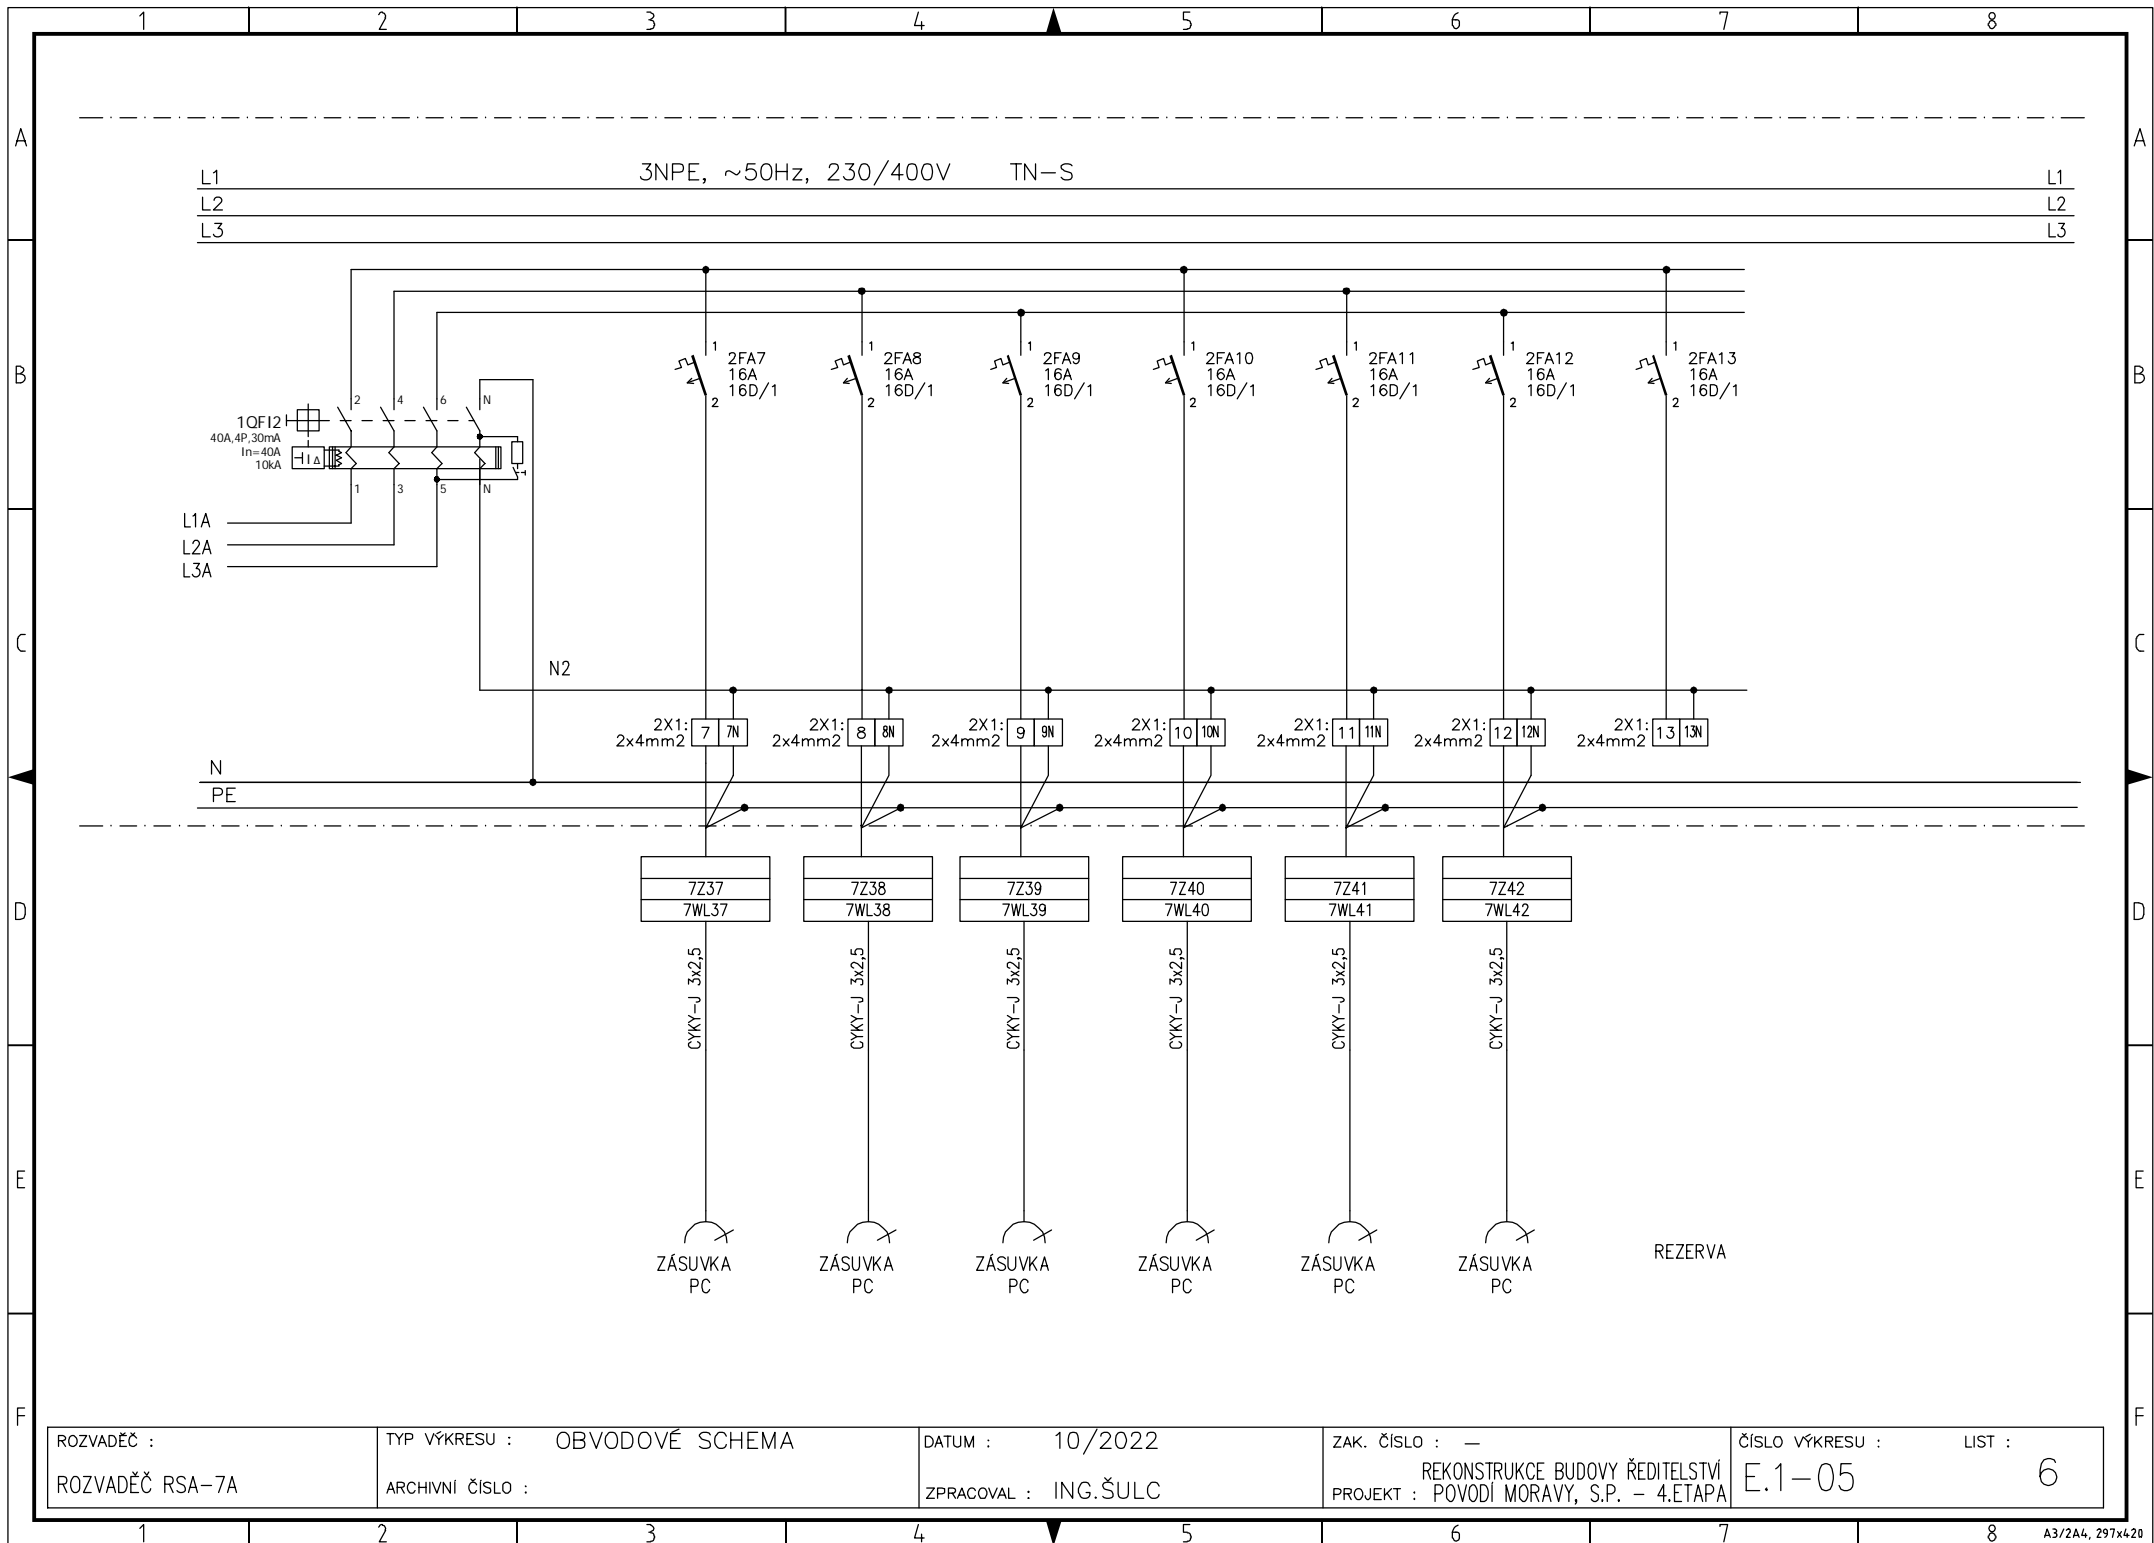 1 2 3 4 5 6 7 8
A A
3NPE, ~50Hz, 230/400V TN-S
L1 L1
L2 L2
L3 L3
B B
1 2FA7 16A 16D/1 2
1 2FA8 16A 16D/1 2
1 2FA9 16A 16D/1 2
1 2FA10 16A 16D/1 2
1 2FA11 16A 16D/1 2
1 2FA12 16A 16D/1 2
1 2FA13 16A 16D/1 2
2 4 6 N
1QFI2
40A,4P,30mA
In=40A
10kA
1 3 5 N
L1A
L2A
L3A
C C
N2
2X1: 7 7N
2x4mm2
2X1: 8 8N
2x4mm2
2X1: 9 9N
2x4mm2
2X1: 10 10N
2x4mm2
2X1: 11 11N
2x4mm2
2X1: 12 12N
2x4mm2
2X1: 13 13N
2x4mm2
N
PE
7Z37 7Z38 7Z39 7Z40 7Z41 7Z42
D D
7WL37 7WL38 7WL39 7WL40 7WL41 7WL42
CYKY-J 3x2,5 CYKY-J 3x2,5 CYKY-J 3x2,5 CYKY-J 3x2,5 CYKY-J 3x2,5 CYKY-J 3x2,5
E E
ZÁSUVKA ZÁSUVKA ZÁSUVKA ZÁSUVKA ZÁSUVKA ZÁSUVKA REZERVA
PC PC PC PC PC PC
F F
ROZVADĚČ :
ROZVADĚČ RSA-7A
TYP VÝKRESU : OBVODOVÉ SCHEMA
ARCHIVNÍ ČÍSLO :
DATUM : 10/2022
ZPRACOVAL : ING.ŠULC
ZAK. ČÍSLO : –
REKONSTRUKCE BUDOVY ŘEDITELSTVÍ
PROJEKT : POVODÍ MORAVY, S.P. - 4.ETAPA
ČÍSLO VÝKRESU :
E.1-05
LIST :
6
1 2 3 4 5 6 7 8
A3/2A4, 297x420